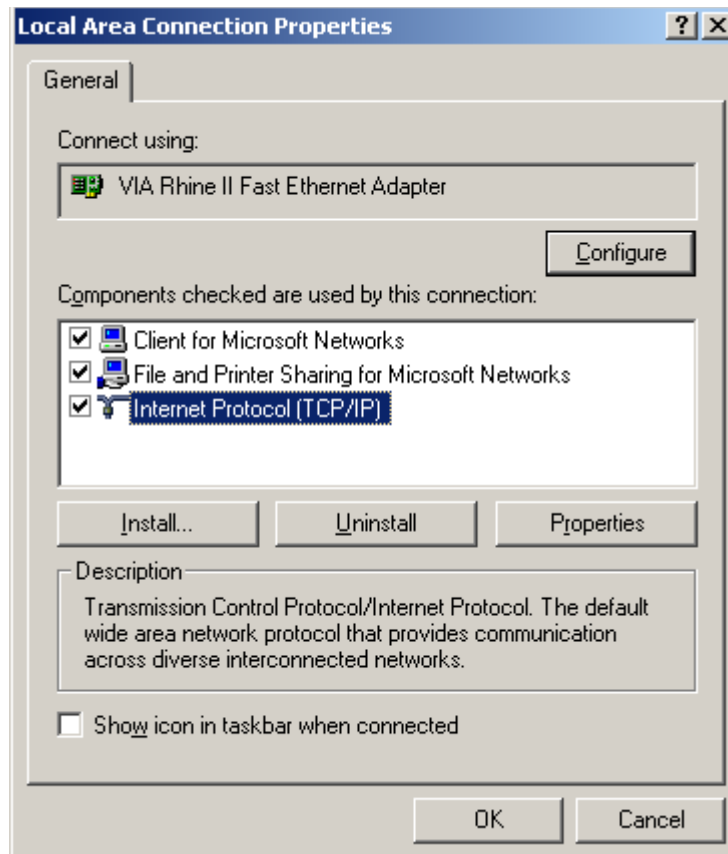 Local Area Connection Properties
General
Connect using:
VIA Rhine II Fast Ethernet Adapter
Configure
Components checked are used by this connection:
Client for Microsoft Networks
File and Printer Sharing for Microsoft Networks
Internet Protocol (TCP/IP)
Install... Uninstall Properties
Description
Transmission Control Protocol/Internet Protocol. The default
wide area network protocol that provides communication
across diverse interconnected networks.
Show icon in taskbar when connected
OK Cancel